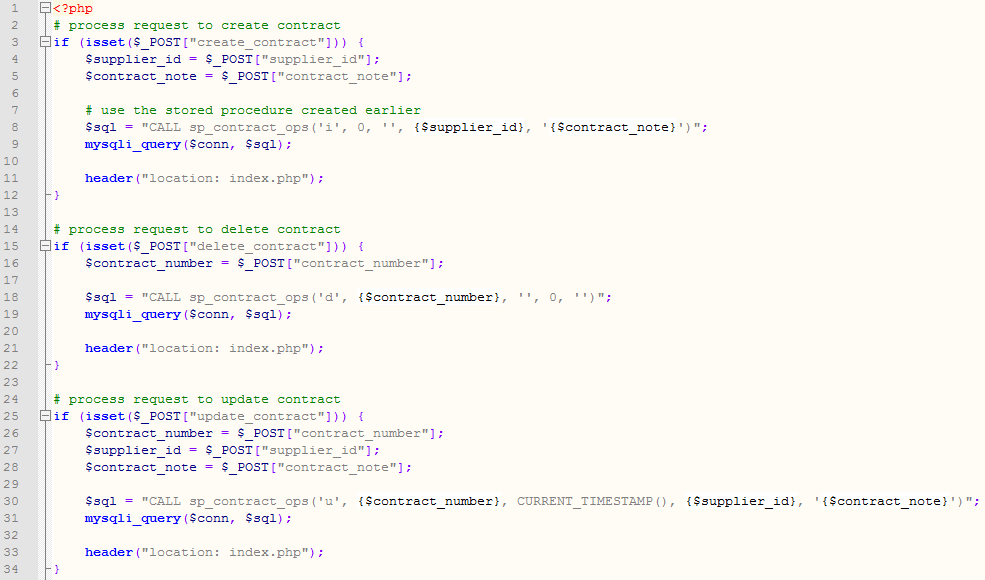 1 <?php
2 # process request to create contract
3 if (isset($_POST["create_contract"])) {
4     $supplier_id = $_POST["supplier_id"];
5     $contract_note = $_POST["contract_note"];
6
7     # use the stored procedure created earlier
8     $sql = "CALL sp_contract_ops('i', 0, '', {$supplier_id}, '{$contract_note}')";
9     mysqli_query($conn, $sql);
10
11     header("location: index.php");
12 }
13
14 # process request to delete contract
15 if (isset($_POST["delete_contract"])) {
16     $contract_number = $_POST["contract_number"];
17
18     $sql = "CALL sp_contract_ops('d', {$contract_number}, '', 0, '')";
19     mysqli_query($conn, $sql);
20
21     header("location: index.php");
22 }
23
24 # process request to update contract
25 if (isset($_POST["update_contract"])) {
26     $contract_number = $_POST["contract_number"];
27     $supplier_id = $_POST["supplier_id"];
28     $contract_note = $_POST["contract_note"];
29
30     $sql = "CALL sp_contract_ops('u', {$contract_number}, CURRENT_TIMESTAMP(), {$supplier_id}, '{$contract_note}')";
31     mysqli_query($conn, $sql);
32
33     header("location: index.php");
34 }